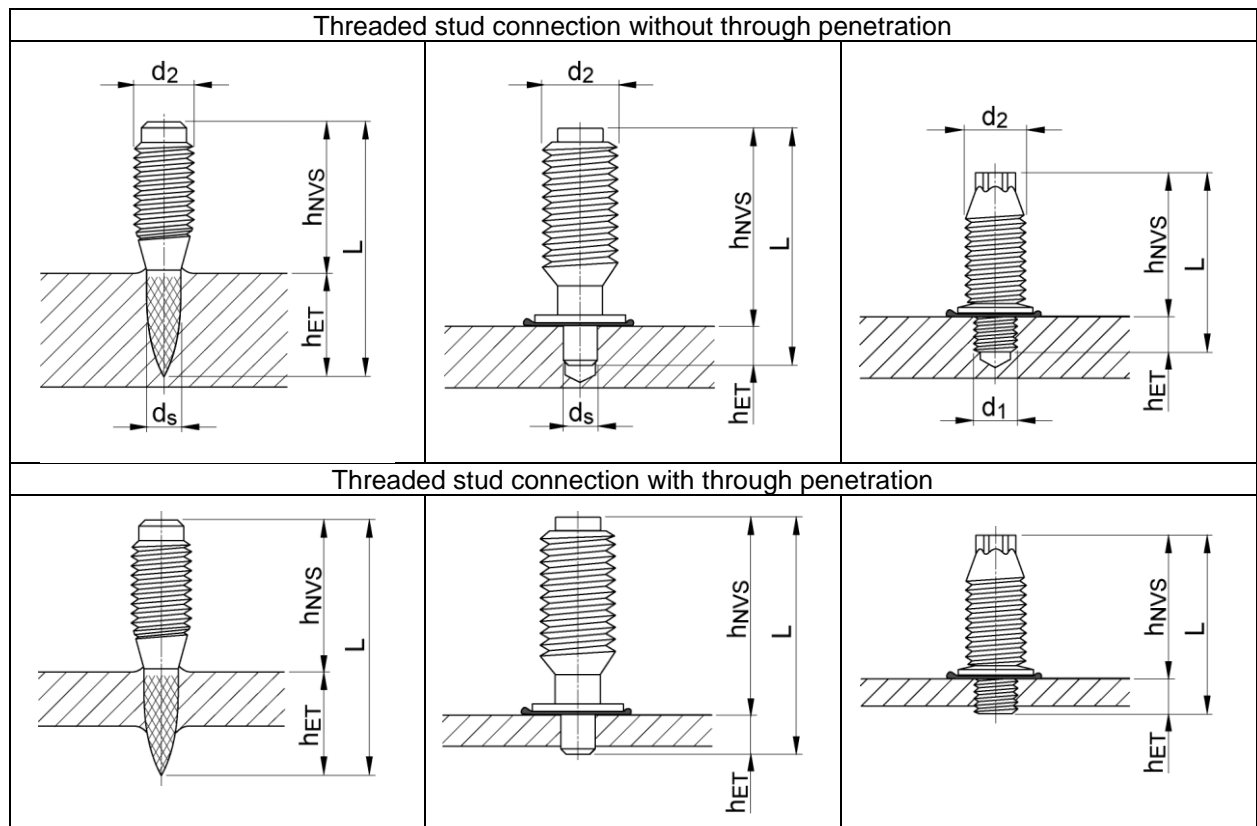 Threaded stud connection without through penetration
d2
hNVS
L
hET
ds
d2
hNVS
L
hET
ds
d2
hNVS
L
hET
d1
Threaded stud connection with through penetration
hNVS
L
hET
hNVS
L
hET
hNVS
L
hET